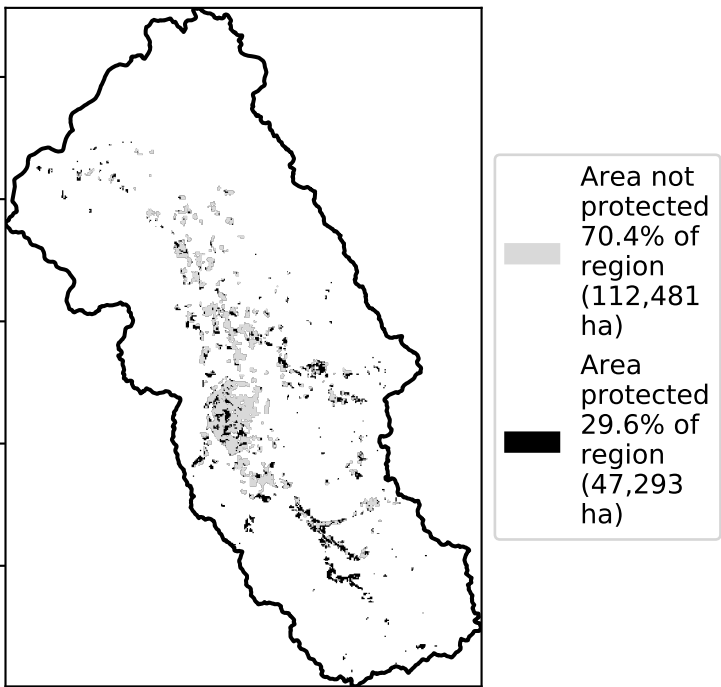 Area not
protected
70.4% of
region
(112,481
ha)
Area
protected
29.6% of
region
(47,293
ha)